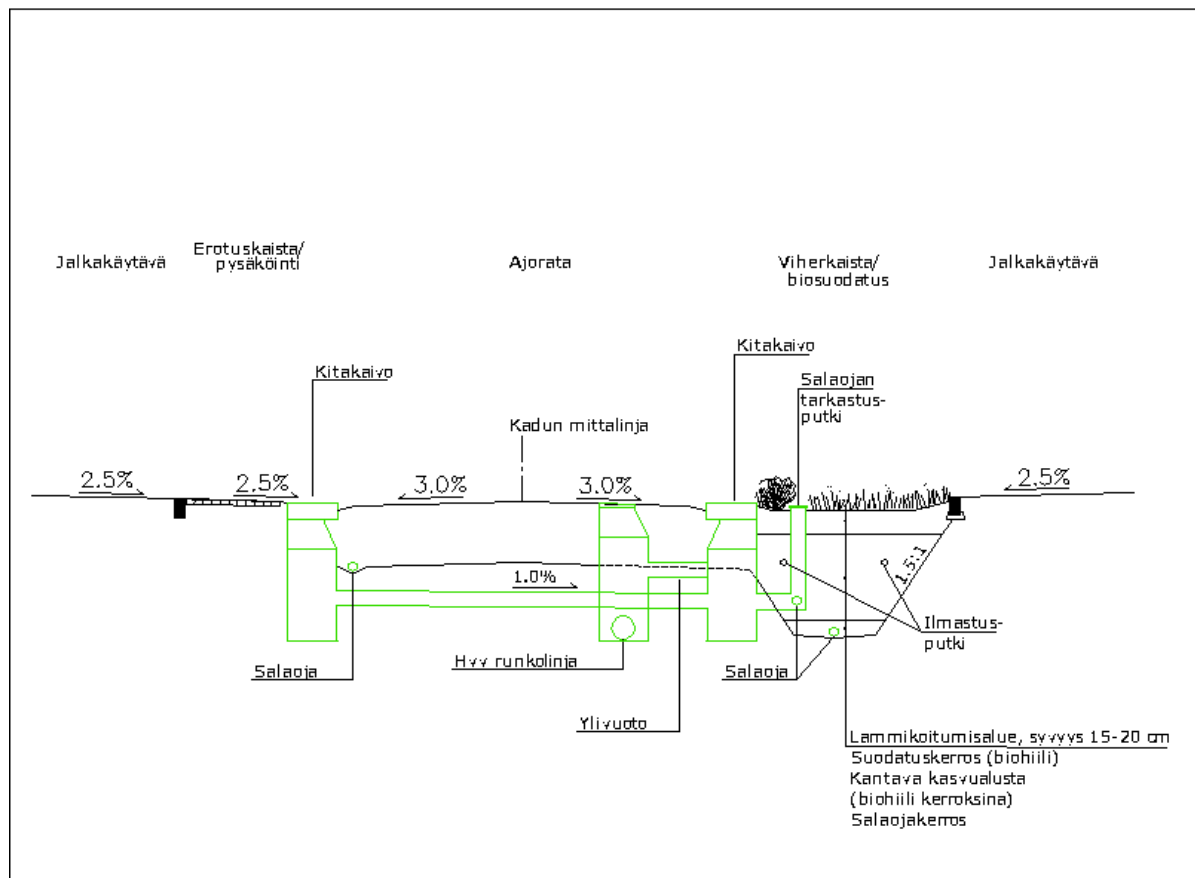 Jalkakäytävä
Erotuskaista/
pysäköinti
Ajorata
Viherkaista/
biosuodatus
Jalkakäytävä
Kitakaivo
Kitakaivo
Salaojan
tarkastus-
putki
Kadun mittalinja
2.5%
2.5%
3.0%
3.0%
2.5%
1.0%
1.5:1
Ilmastus-
putki
Salaoja
Hvv runkolinja
Salaoja
Ylivuoto
Lammikoitumisalue, syvyys 15-20 cm
Suodatuskerros (biohiili)
Kantava kasvualusta
(biohiili kerroksina)
Salaojakerros